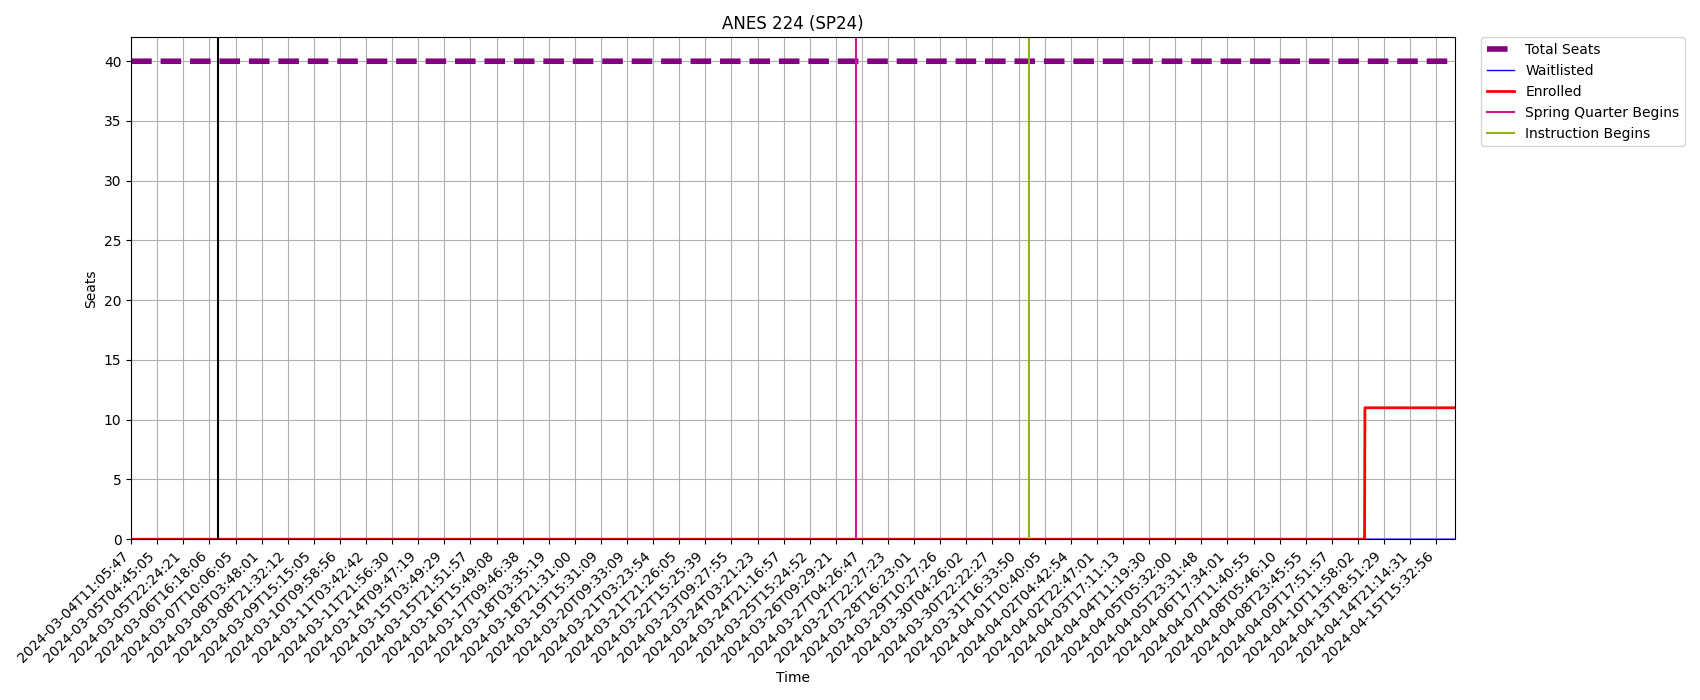 ANES 224 (SP24)
Total Seats
Waitlisted
Enrolled
Spring Quarter Begins
Instruction Begins
Seats
40
35
30
25
20
15
10
5
0
2024-03-04T11:05:47
2024-03-05T04:45:05
2024-03-05T22:24:21
2024-03-06T16:18:06
2024-03-07T10:06:05
2024-03-08T03:48:01
2024-03-08T21:32:12
2024-03-09T15:15:05
2024-03-10T09:58:56
2024-03-11T03:42:42
2024-03-11T21:56:30
2024-03-14T09:47:19
2024-03-15T03:49:29
2024-03-15T21:51:57
2024-03-16T15:49:08
2024-03-17T09:46:38
2024-03-18T03:35:19
2024-03-18T21:31:00
2024-03-19T15:31:09
2024-03-20T09:33:09
2024-03-21T03:23:54
2024-03-21T21:26:05
2024-03-22T15:25:39
2024-03-23T09:27:55
2024-03-24T03:21:23
2024-03-24T21:16:57
2024-03-25T15:24:52
2024-03-26T09:29:21
2024-03-27T04:26:47
2024-03-27T22:27:23
2024-03-28T16:23:01
2024-03-29T10:27:26
2024-03-30T04:26:02
2024-03-30T22:22:27
2024-03-31T16:33:50
2024-04-01T10:40:05
2024-04-02T04:42:54
2024-04-02T22:47:01
2024-04-03T17:11:13
2024-04-04T11:19:30
2024-04-05T05:32:00
2024-04-05T23:31:48
2024-04-06T17:34:01
2024-04-07T11:40:55
2024-04-08T05:46:10
2024-04-08T23:45:55
2024-04-09T17:51:57
2024-04-10T11:58:02
2024-04-13T18:51:29
2024-04-14T21:14:31
2024-04-15T15:32:56
Time